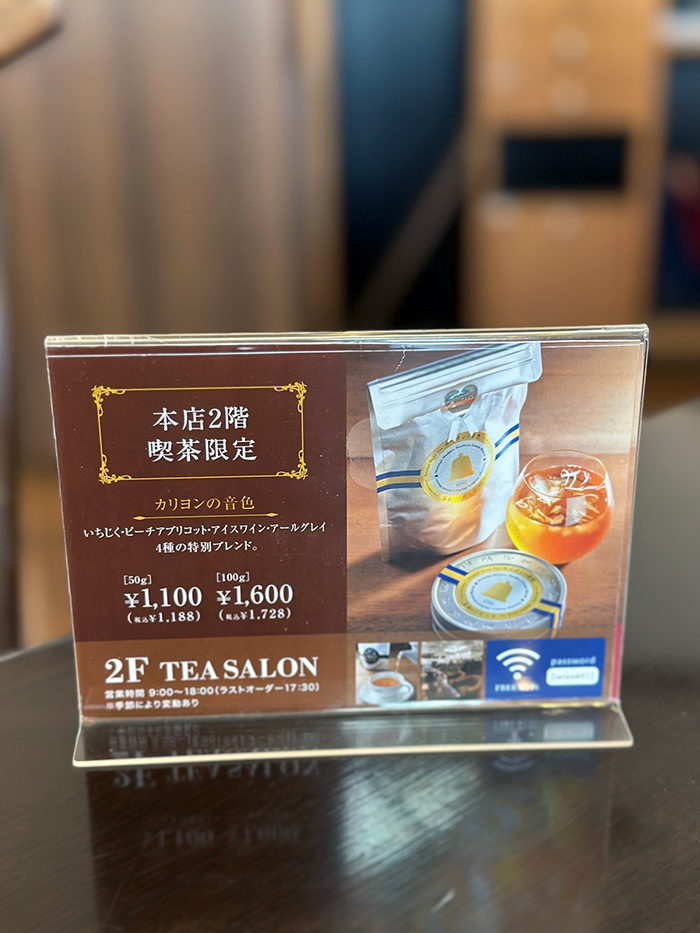 本店2階
喫茶限定
カリヨンの音色
いちじく・ピーチアプリコット・アイスワイン・アールグレイ
4種の特別ブレンド。
[50g]
¥1,100
(税込¥1,188)
[100g]
¥1,600
(税込¥1,728)
2F TEA SALON
営業時間 9:00〜18:00(ラストオーダー17:30)
※季節により変動あり
FREE WiFi
password